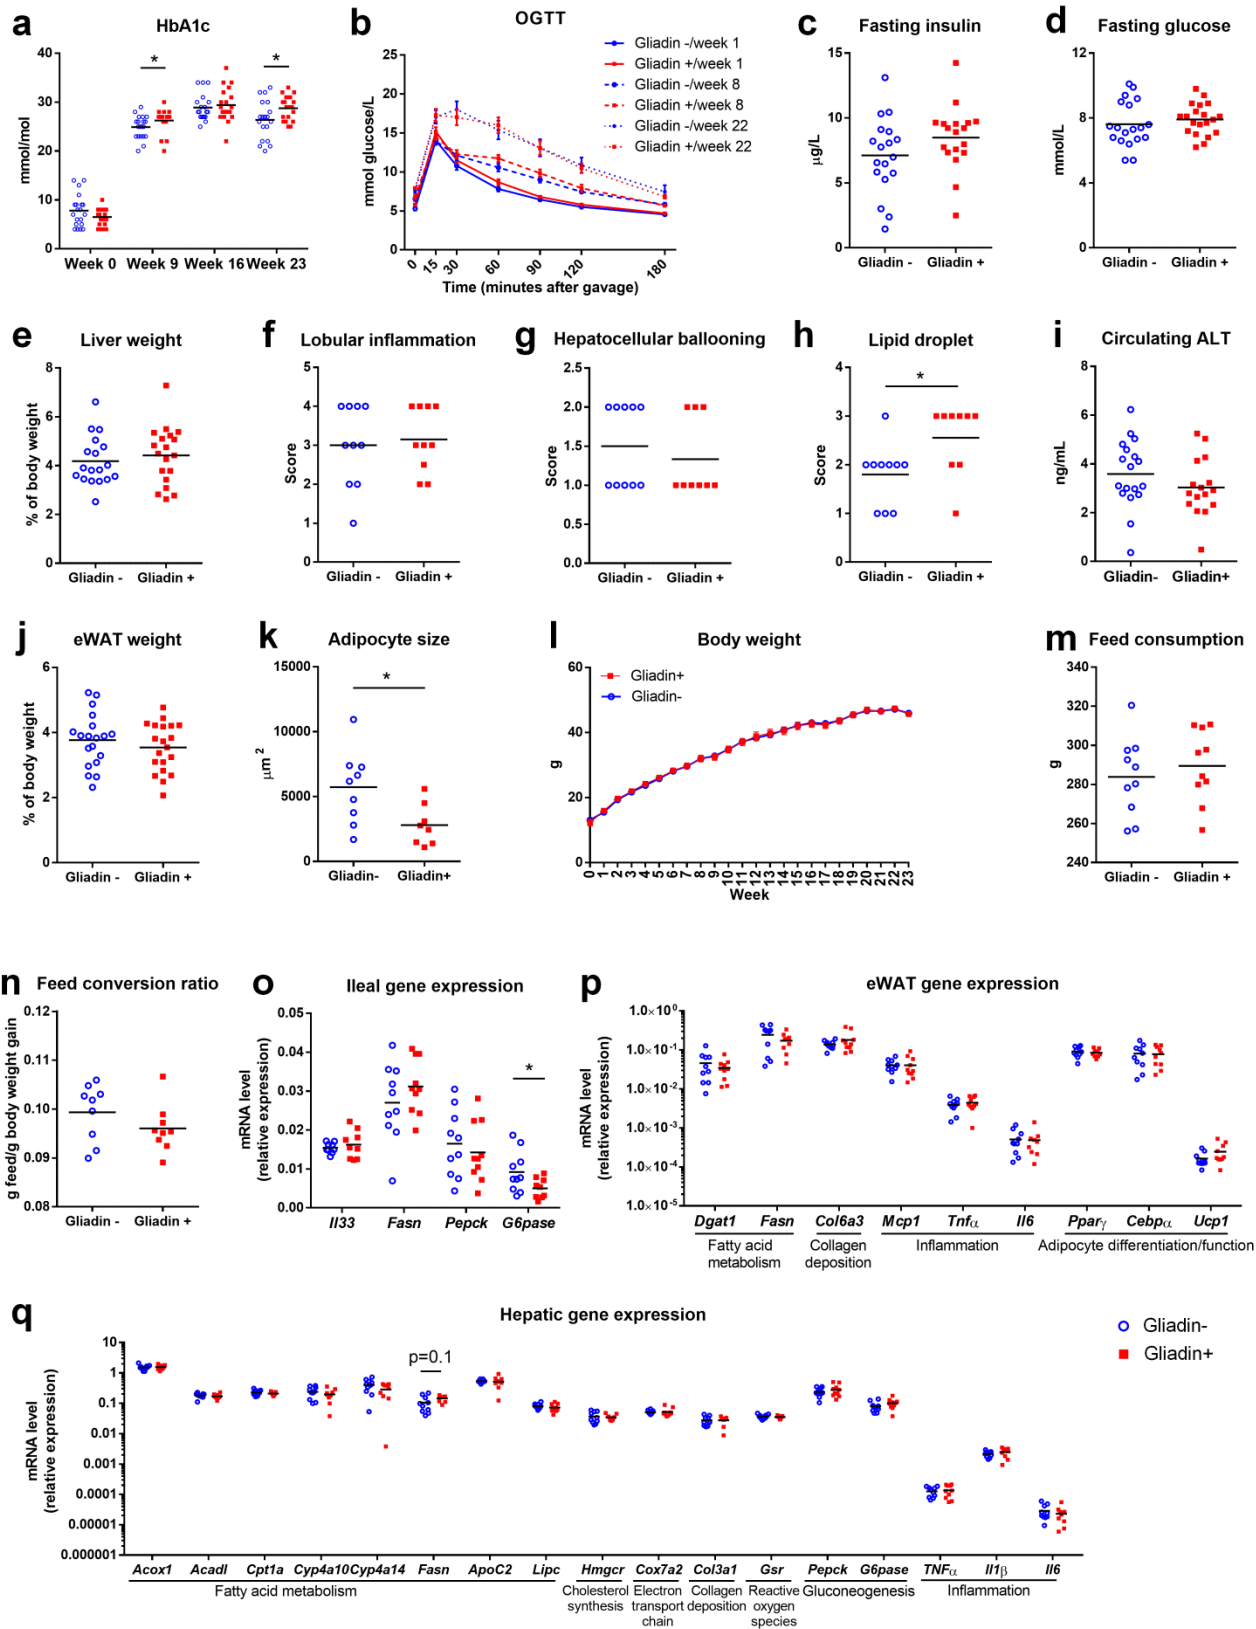 a
HbA1c
mmol/mol
40
30
20
10
0
*
*
Week 0 Week 9 Week 16 Week 23
b
OGTT
mmol glucose/L
25
20
15
10
5
0
0 15 30 60 90 120 180
Time (minutes after gavage)
Gliadin -/week 1
Gliadin +/week 1
Gliadin -/week 8
Gliadin +/week 8
Gliadin -/week 22
Gliadin +/week 22
c
Fasting insulin
µg/L
15
10
5
0
Gliadin - Gliadin +
d
Fasting glucose
mmol/L
12
8
4
0
Gliadin - Gliadin +
e
Liver weight
% of body weight
8
6
4
2
0
Gliadin - Gliadin +
f
Lobular inflammation
Score
5
4
3
2
1
0
Gliadin - Gliadin +
g
Hepatocellular ballooning
Score
2.5
2.0
1.5
1.0
0.5
0.0
Gliadin - Gliadin +
h
Lipid droplet
Score
4
3
2
1
0
*
Gliadin - Gliadin +
i
Circulating ALT
ng/mL
8
6
4
2
0
Gliadin- Gliadin+
j
eWAT weight
% of body weight
6
4
2
0
Gliadin - Gliadin +
k
Adipocyte size
µm 2
15000
10000
5000
0
*
Gliadin- Gliadin+
l
Body weight
g
60
40
20
0
Gliadin+
Gliadin-
0 1 2 3 4 5 6 7 8 9 10 11 12 13 14 15 16 17 18 19 20 21 22 23
Week
m
Feed consumption
g
340
320
300
280
260
240
Gliadin - Gliadin +
n
Feed conversion ratio
g feed/g body weight gain
0.12
0.11
0.10
0.09
0.08
Gliadin - Gliadin +
o
Ileal gene expression
mRNA level
(relative expression)
0.05
0.04
0.03
0.02
0.01
0.00
*
Il33 Fasn Pepck G6pase
p
eWAT gene expression
mRNA level
(relative expression)
1.0×10⁰
1.0×10⁻¹
1.0×10⁻²
1.0×10⁻³
1.0×10⁻⁴
1.0×10⁻⁵
Dgat1 Fasn Col6a3 Mcp1 Tnfα Il6 Pparγ Cebpα Ucp1
Fatty acid Collagen Inflammation Adipocyte differentiation/function
metabolism deposition
q
Hepatic gene expression
mRNA level
(relative expression)
10
1
0.1
0.01
0.001
0.0001
0.00001
0.000001
p=0.1
Gliadin-
Gliadin+
Acox1 Acadl Cpt1a Cyp4a10 Cyp4a14 Fasn ApoC2 Lipc Hmgcr Cox7a2 Col3a1 Gsr Pepck G6pase TNFα Il1β Il6
Fatty acid metabolism Cholesterol Electron Collagen Reactive Gluconeogenesis Inflammation
synthesis transport deposition oxygen
chain species